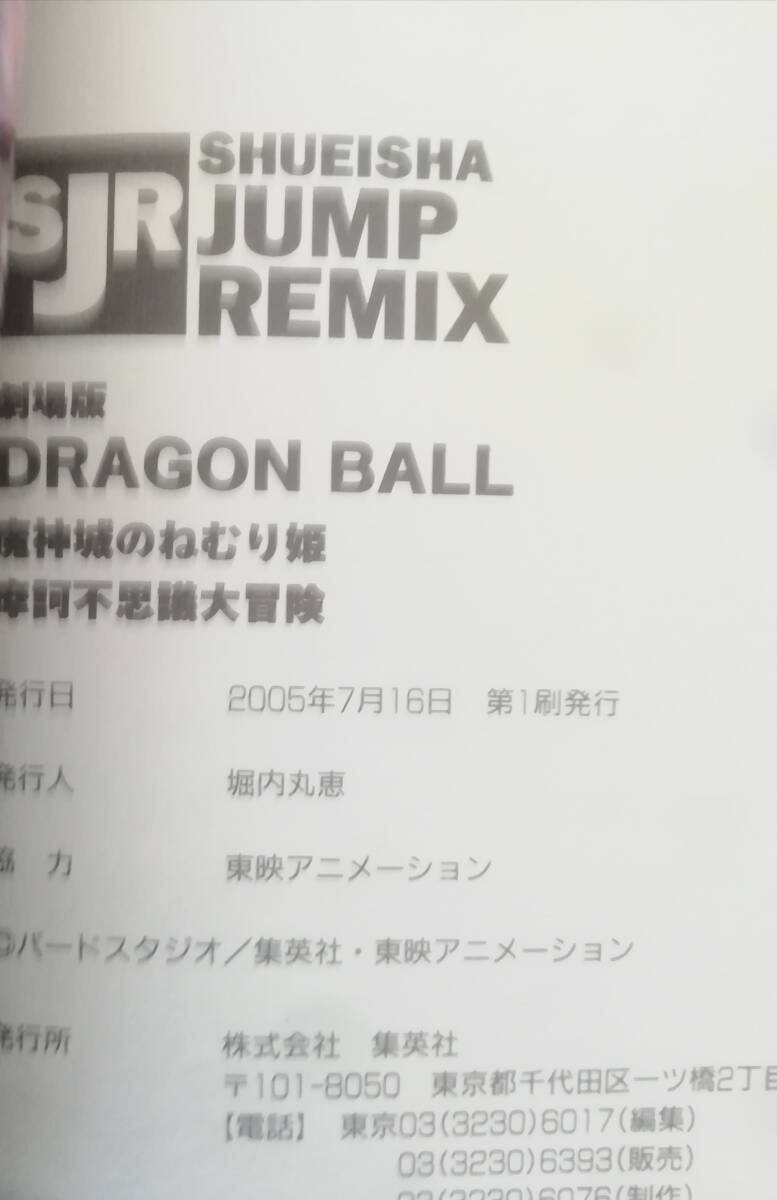 SJR
SHUEISHA
JUMP
REMIX
劇場版
DRAGON BALL
魔神城のねむり姫
摩訶不思議大冒険
発行日 2005年7月16日 第1刷発行
発行人 堀内丸恵
協 力 東映アニメーション
©バードスタジオ／集英社・東映アニメーション
発行所 株式会社 集英社
〒101-8050 東京都千代田区一ツ橋2丁目
【電話】 東京03(3230)6017(編集)
03(3230)6393(販売)
03(3230)6076(制作)